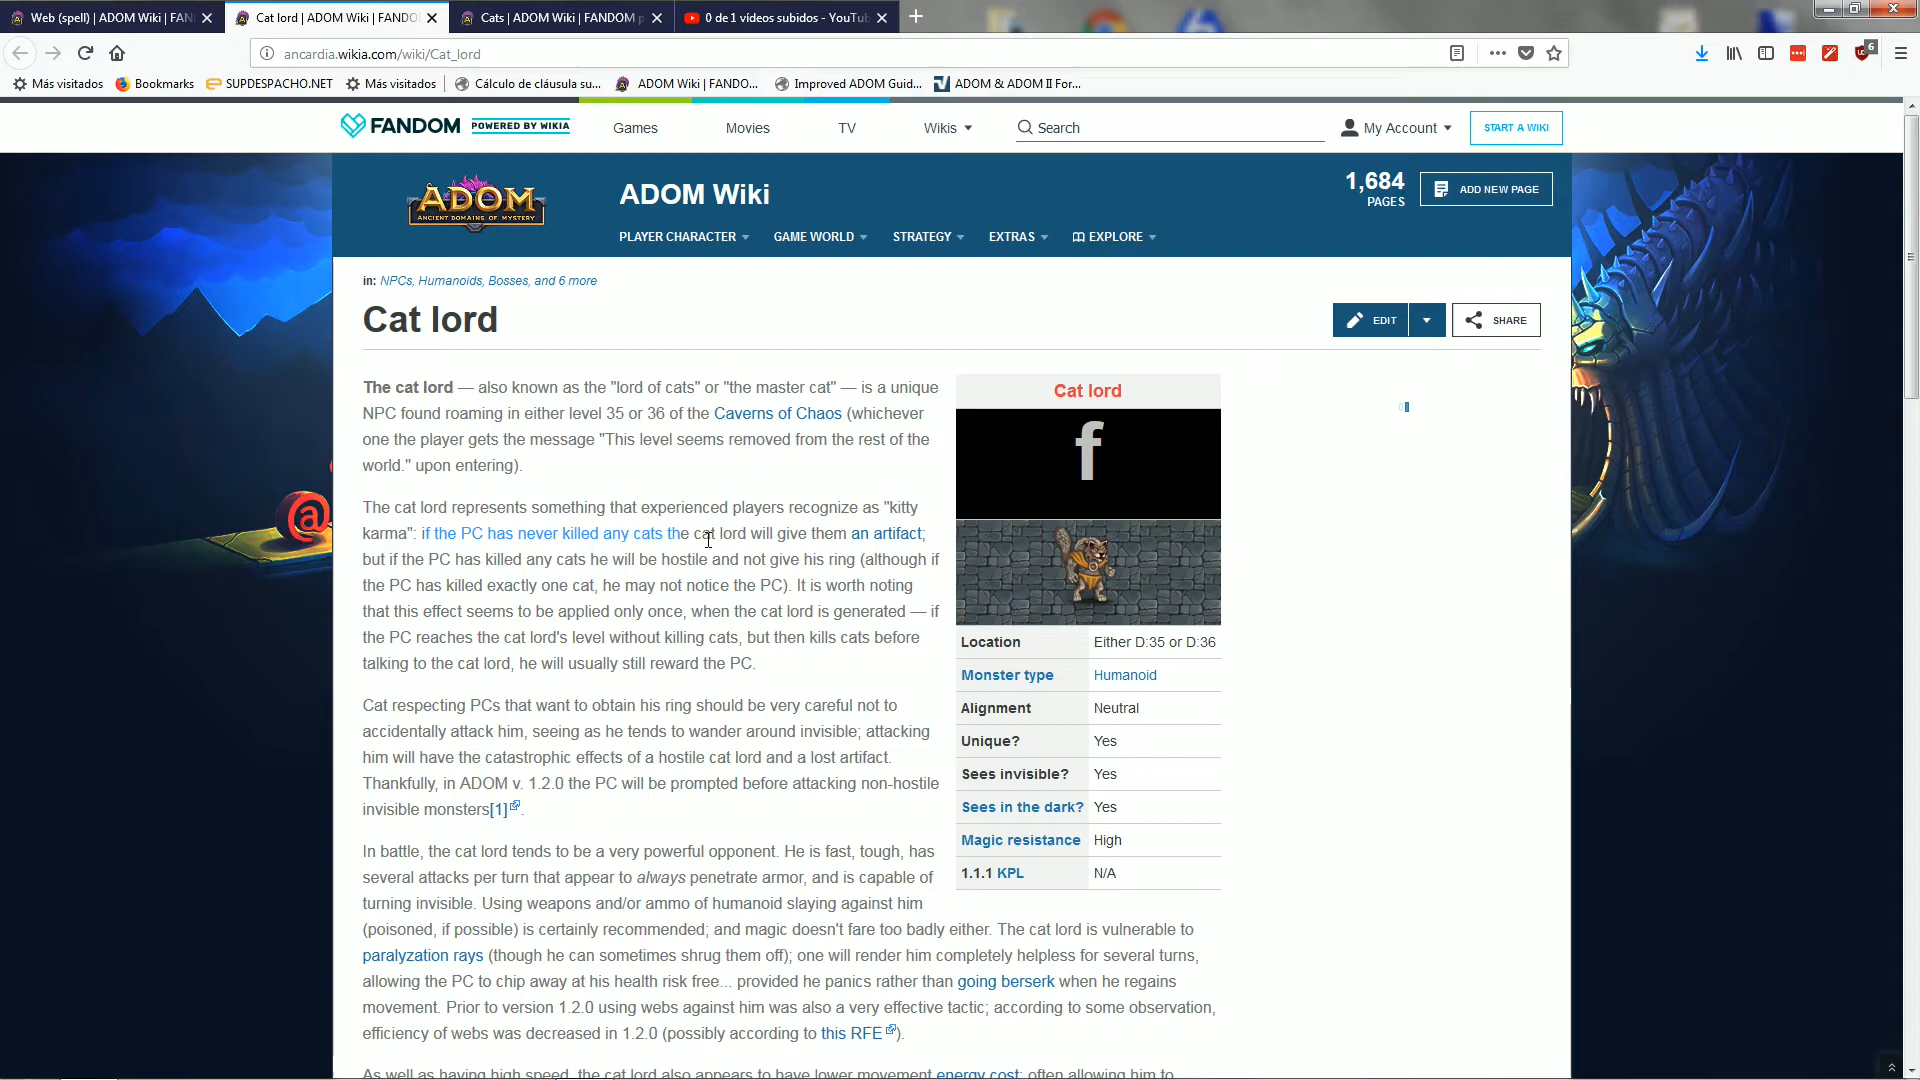 Web (spell) | ADOM Wiki | FAN
Cat lord | ADOM Wiki | FANDO
Cats | ADOM Wiki | FANDOM p
0 de 1 vídeos subidos - YouTub
ancardia.wikia.com/wiki/Cat_lord
6
Más visitados
Bookmarks
SUPDESPACHO.NET
Más visitados
Cálculo de cláusula su...
ADOM Wiki | FANDO...
Improved ADOM Guid...
ADOM & ADOM II For...
FANDOM POWERED BY WIKIA
Games
Movies
TV
Wikis
Search
My Account
START A WIKI
ADOM
ANCIENT DOMAINS OF MYSTERY
ADOM Wiki
1,684
PAGES
ADD NEW PAGE
PLAYER CHARACTER
GAME WORLD
STRATEGY
EXTRAS
EXPLORE
in: NPCs, Humanoids, Bosses, and 6 more
Cat lord
EDIT
SHARE
The cat lord — also known as the "lord of cats" or "the master cat" — is a unique
NPC found roaming in either level 35 or 36 of the Caverns of Chaos (whichever
one the player gets the message "This level seems removed from the rest of the
world." upon entering).
The cat lord represents something that experienced players recognize as "kitty
karma": if the PC has never killed any cats the cat lord will give them an artifact;
but if the PC has killed any cats he will be hostile and not give his ring (although if
the PC has killed exactly one cat, he may not notice the PC). It is worth noting
that this effect seems to be applied only once, when the cat lord is generated — if
the PC reaches the cat lord's level without killing cats, but then kills cats before
talking to the cat lord, he will usually still reward the PC.
Cat respecting PCs that want to obtain his ring should be very careful not to
accidentally attack him, seeing as he tends to wander around invisible; attacking
him will have the catastrophic effects of a hostile cat lord and a lost artifact.
Thankfully, in ADOM v. 1.2.0 the PC will be prompted before attacking non-hostile
invisible monsters[1].
In battle, the cat lord tends to be a very powerful opponent. He is fast, tough, has
several attacks per turn that appear to always penetrate armor, and is capable of
turning invisible. Using weapons and/or ammo of humanoid slaying against him
(poisoned, if possible) is certainly recommended; and magic doesn't fare too badly either. The cat lord is vulnerable to
paralyzation rays (though he can sometimes shrug them off); one will render him completely helpless for several turns,
allowing the PC to chip away at his health risk free... provided he panics rather than going berserk when he regains
movement. Prior to version 1.2.0 using webs against him was also a very effective tactic; according to some observation,
efficiency of webs was decreased in 1.2.0 (possibly according to this RFE).
As well as having high speed, the cat lord also appears to have lower movement energy cost; often allowing him to
Cat lord
f
Location Either D:35 or D:36
Monster type Humanoid
Alignment Neutral
Unique? Yes
Sees invisible? Yes
Sees in the dark? Yes
Magic resistance High
1.1.1 KPL N/A
@